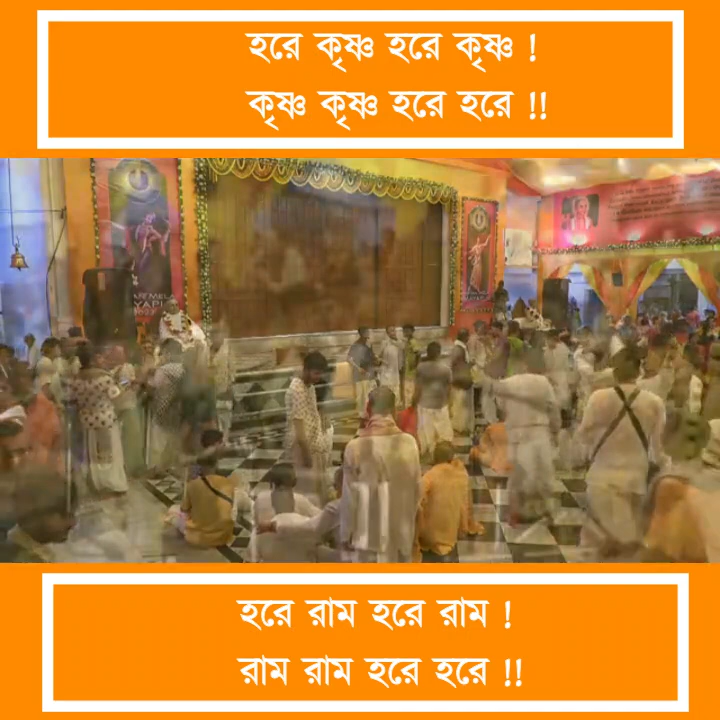 হরে কৃষ্ণ হরে কৃষ্ণ !
কৃষ্ণ কৃষ্ণ হরে হরে !!
হরে রাম হরে রাম !
রাম রাম হরে হরে !!